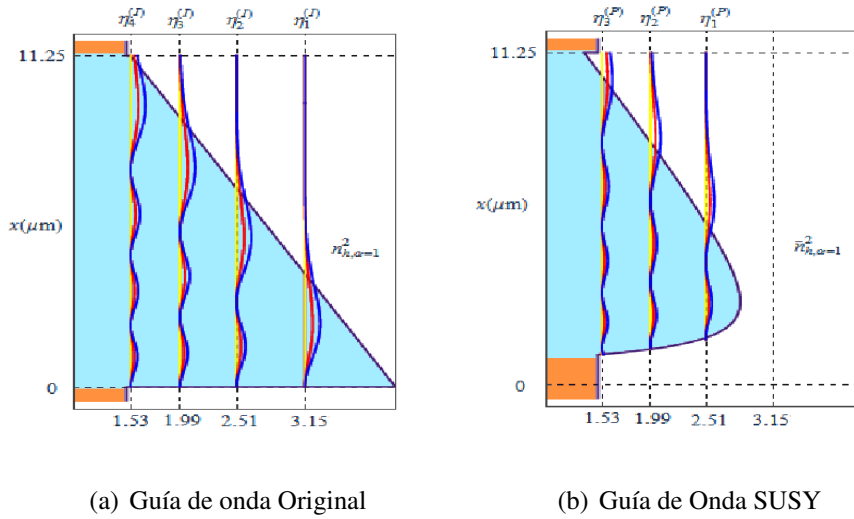 η₄⁽ᴵ⁾ η₃⁽ᴵ⁾ η₂⁽ᴵ⁾ η₁⁽ᴵ⁾
11.25
x(μm)
n²ₕ,α=1
0
1.53 1.99 2.51 3.15
(a) Guía de onda Original
η₃⁽ᴾ⁾ η₂⁽ᴾ⁾ η₁⁽ᴾ⁾
11.25
x(μm)
n̄²ₕ,α=1
0
1.53 1.99 2.51 3.15
(b) Guía de Onda SUSY